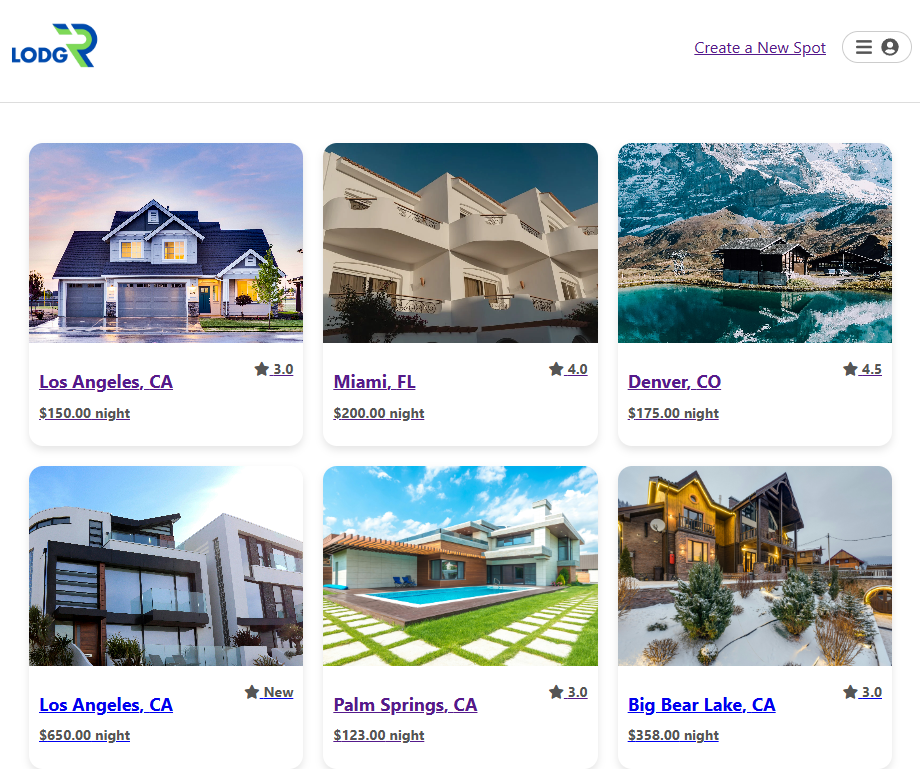 LODGR
Create a New Spot
Los Angeles, CA
3.0
$150.00 night
Miami, FL
4.0
$200.00 night
Denver, CO
4.5
$175.00 night
Los Angeles, CA
New
$650.00 night
Palm Springs, CA
3.0
$123.00 night
Big Bear Lake, CA
3.0
$358.00 night